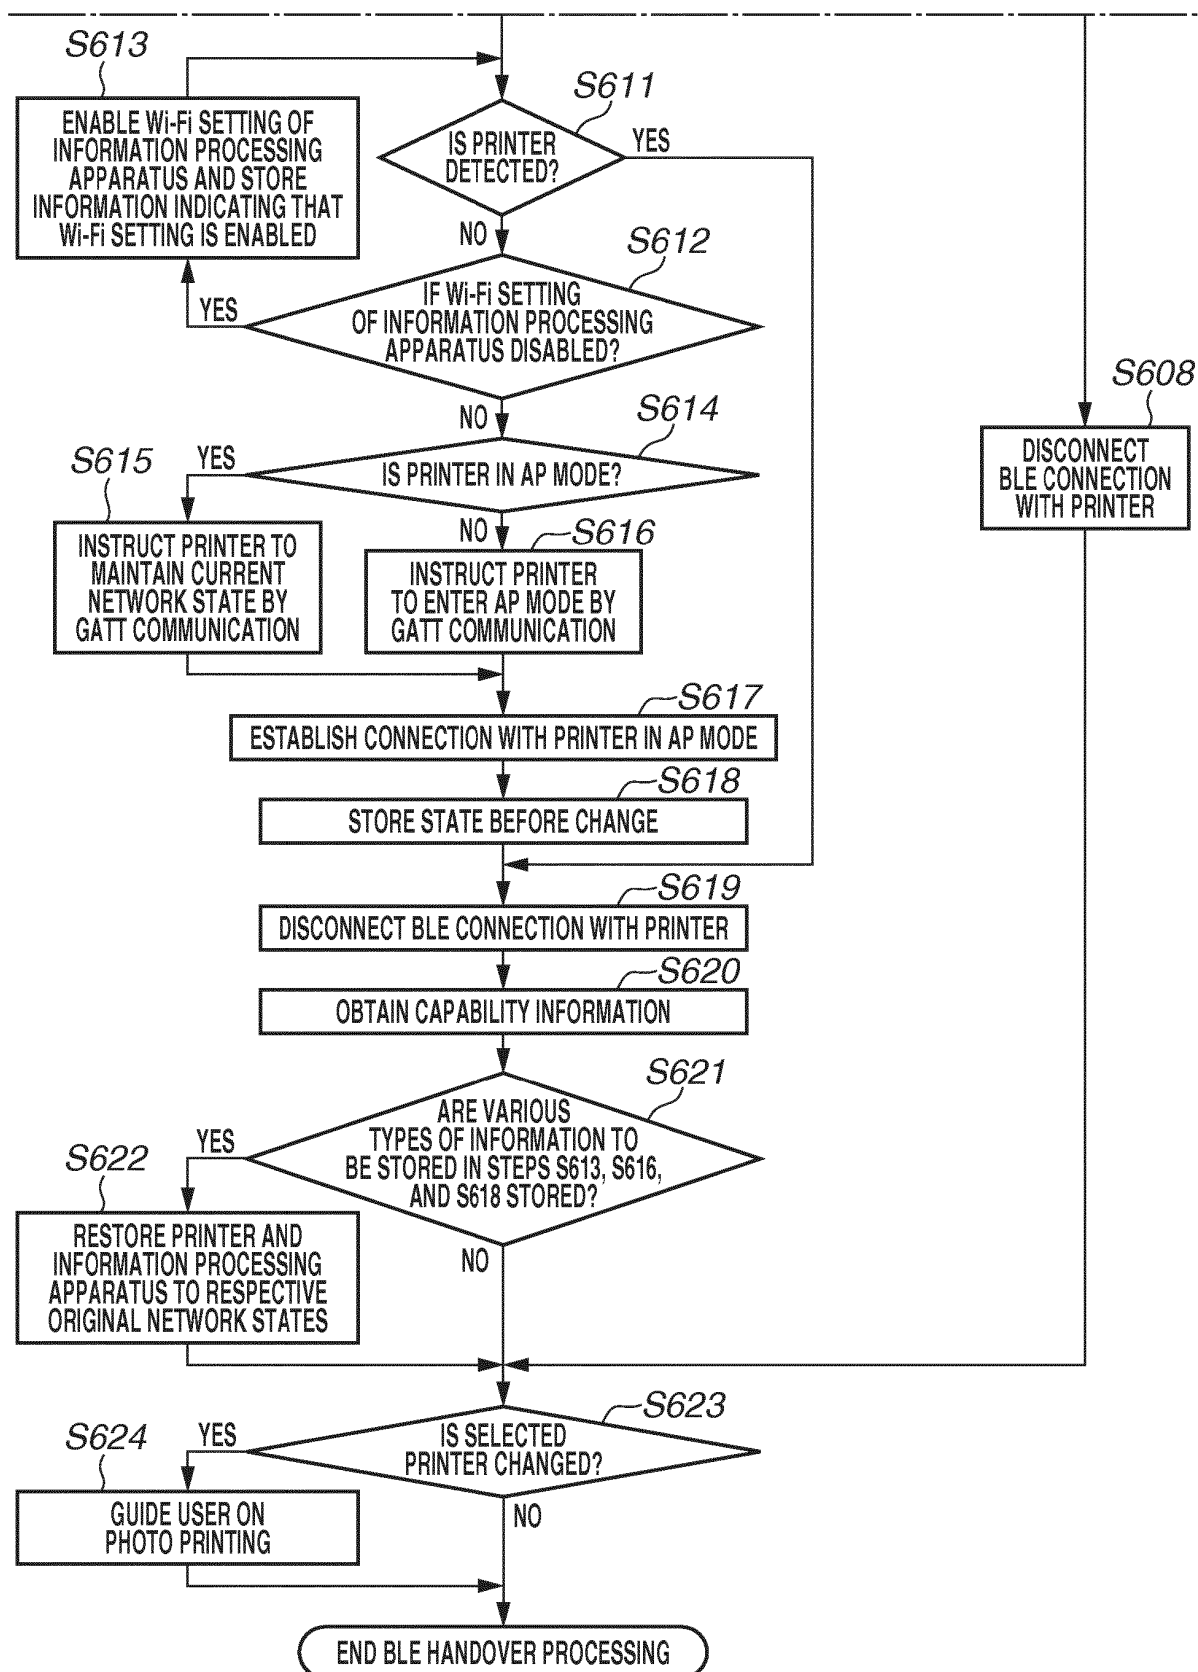 S613
ENABLE Wi-Fi SETTING OF
INFORMATION PROCESSING
APPARATUS AND STORE
INFORMATION INDICATING THAT
Wi-Fi SETTING IS ENABLED
S611
IS PRINTER
DETECTED?
YES
NO
S612
IF Wi-Fi SETTING
OF INFORMATION PROCESSING
APPARATUS DISABLED?
YES
NO
S608
DISCONNECT
BLE CONNECTION
WITH PRINTER
S614
IS PRINTER IN AP MODE?
YES
NO
S615
INSTRUCT PRINTER TO
MAINTAIN CURRENT
NETWORK STATE BY
GATT COMMUNICATION
S616
INSTRUCT PRINTER
TO ENTER AP MODE BY
GATT COMMUNICATION
S617
ESTABLISH CONNECTION WITH PRINTER IN AP MODE
S618
STORE STATE BEFORE CHANGE
S619
DISCONNECT BLE CONNECTION WITH PRINTER
S620
OBTAIN CAPABILITY INFORMATION
S621
ARE VARIOUS
TYPES OF INFORMATION TO
BE STORED IN STEPS S613, S616,
AND S618 STORED?
YES
NO
S622
RESTORE PRINTER AND
INFORMATION PROCESSING
APPARATUS TO RESPECTIVE
ORIGINAL NETWORK STATES
S623
IS SELECTED
PRINTER CHANGED?
YES
NO
S624
GUIDE USER ON
PHOTO PRINTING
END BLE HANDOVER PROCESSING